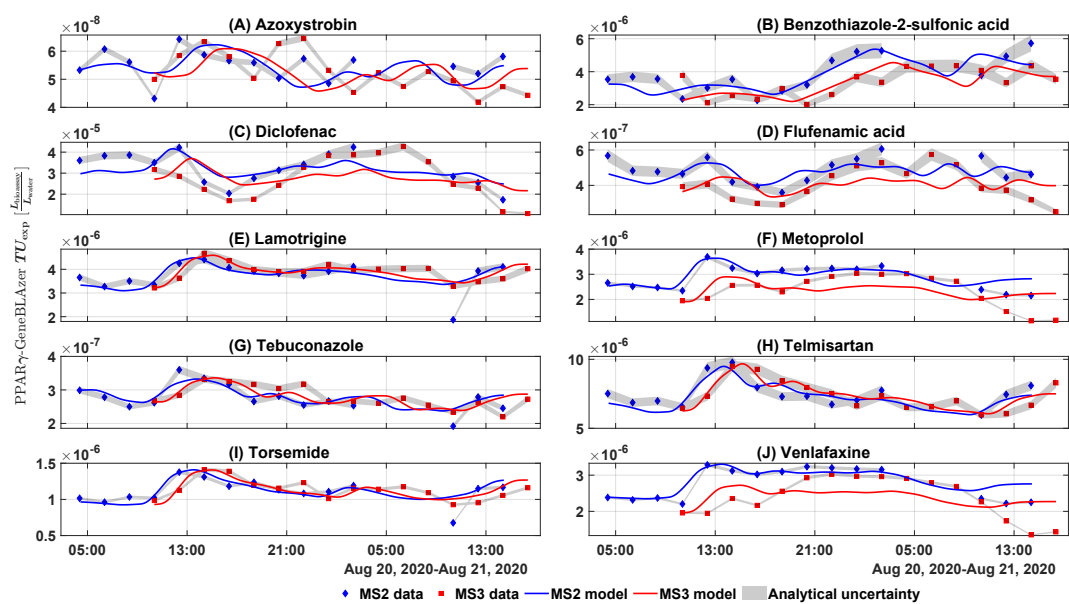 (A) Azoxystrobin
× 10⁻⁸
6
5
4
(B) Benzothiazole-2-sulfonic acid
× 10⁻⁶
6
4
2
(C) Diclofenac
× 10⁻⁵
4
3
2
(D) Flufenamic acid
× 10⁻⁷
6
4
(E) Lamotrigine
× 10⁻⁶
4
3
2
(F) Metoprolol
× 10⁻⁶
4
3
2
(G) Tebuconazole
× 10⁻⁷
4
3
2
(H) Telmisartan
× 10⁻⁶
10
5
(I) Torsemide
× 10⁻⁶
1.5
1
0.5
05:00 13:00 21:00 05:00 13:00
Aug 20, 2020-Aug 21, 2020
(J) Venlafaxine
× 10⁻⁶
3
2
05:00 13:00 21:00 05:00 13:00
Aug 20, 2020-Aug 21, 2020
PPARγ-GeneBLAzer TU_exp [L_bioassay/L_water]
MS2 data MS3 data MS2 model MS3 model Analytical uncertainty